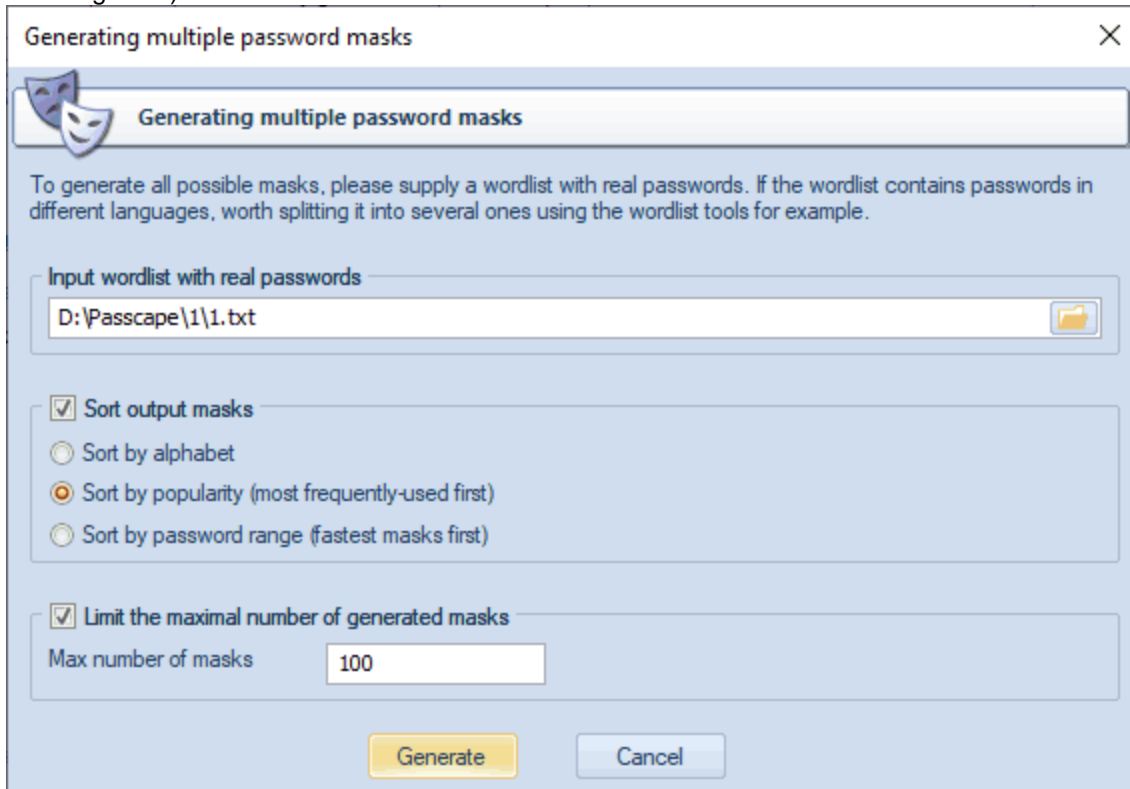 Generating multiple password masks
Generating multiple password masks
To generate all possible masks, please supply a wordlist with real passwords. If the wordlist contains passwords in
different languages, worth splitting it into several ones using the wordlist tools for example.
Input wordlist with real passwords
D:\Passcape\1\1.txt
Sort output masks
Sort by alphabet
Sort by popularity (most frequently-used first)
Sort by password range (fastest masks first)
Limit the maximal number of generated masks
Max number of masks 100
Generate Cancel